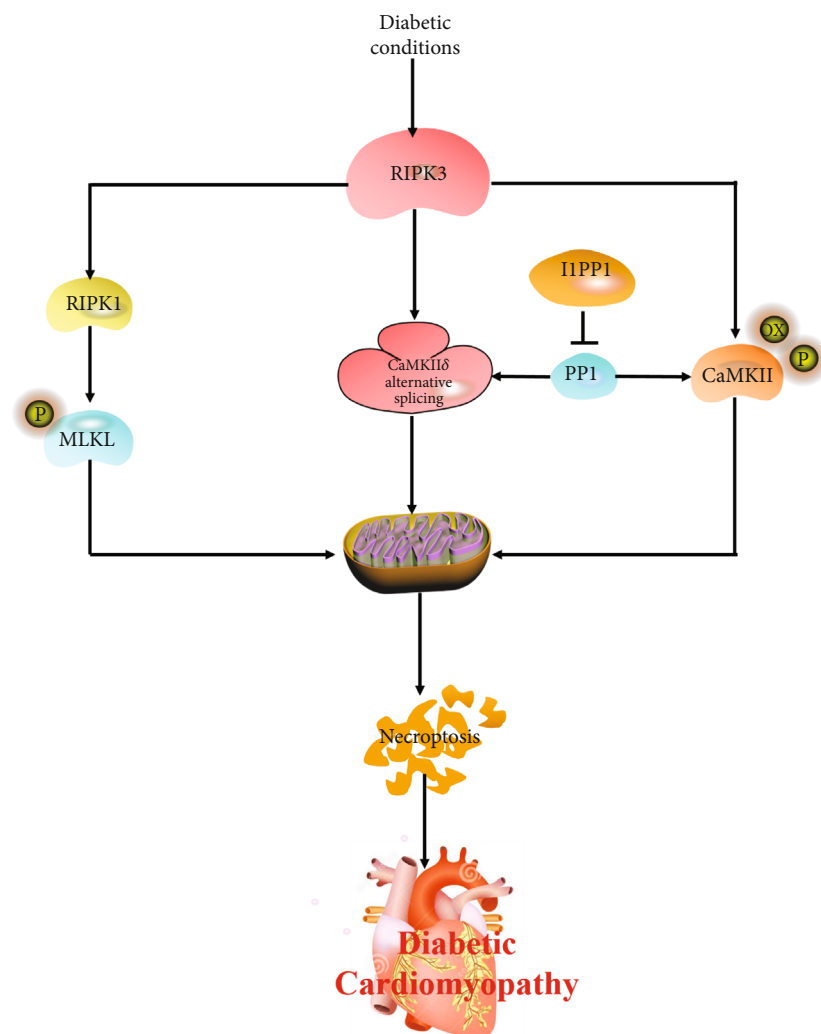 Diabetic
conditions
RIPK3
I1PP1
RIPK1
OX
P
CaMKIIδ
alternative
splicing
PP1
CaMKII
P
MLKL
Necroptosis
Diabetic
Cardiomyopathy